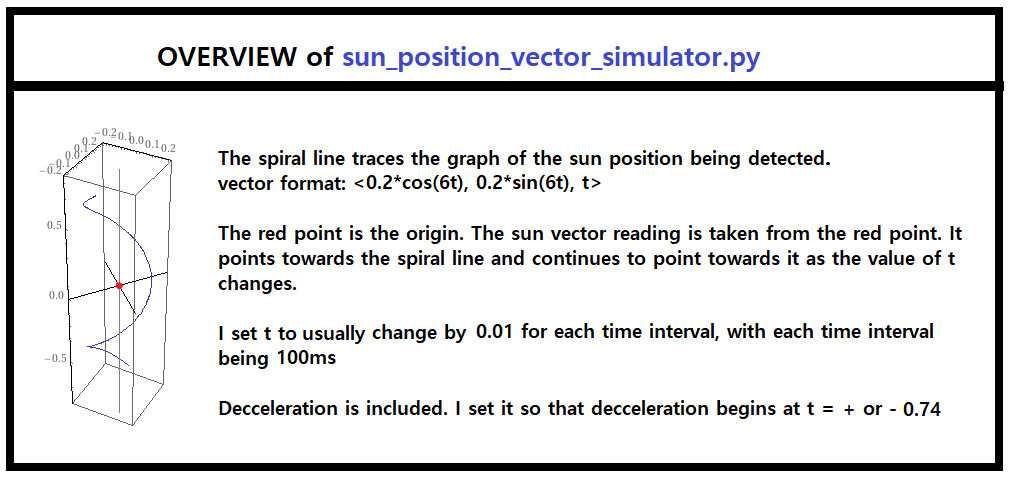 OVERVIEW of sun_position_vector_simulator.py
−0.2 −0.1 0.0 0.1 0.2
0.2
0.1
0.0
−0.1
−0.2
0.5
0.0
−0.5
The spiral line traces the graph of the sun position being detected.
vector format: <0.2*cos(6t), 0.2*sin(6t), t>
The red point is the origin. The sun vector reading is taken from the red point. It
points towards the spiral line and continues to point towards it as the value of t
changes.
I set t to usually change by 0.01 for each time interval, with each time interval
being 100ms
Decceleration is included. I set it so that decceleration begins at t = + or - 0.74